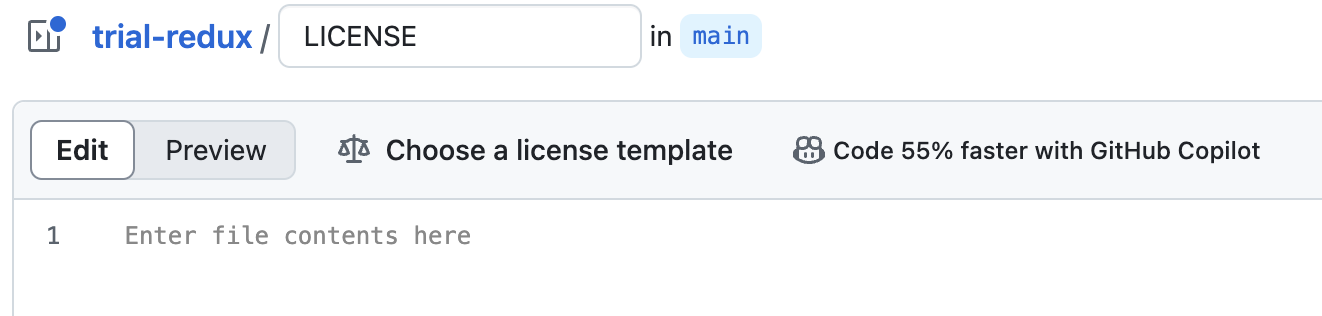 trial-redux / LICENSE in main
Edit Preview Choose a license template Code 55% faster with GitHub Copilot
1 Enter file contents here